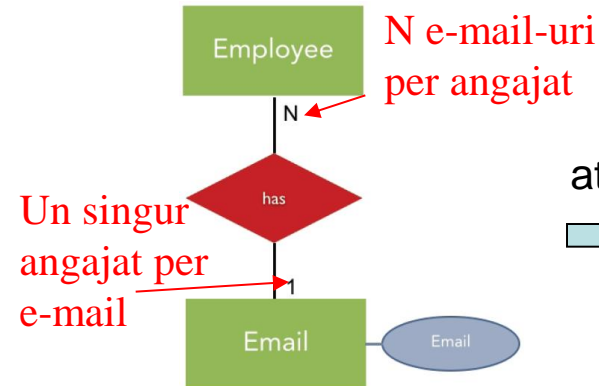 Employee
N e-mail-uri
per angajat
N
at
has
Un singur
angajat per
e-mail
1
Email
Email